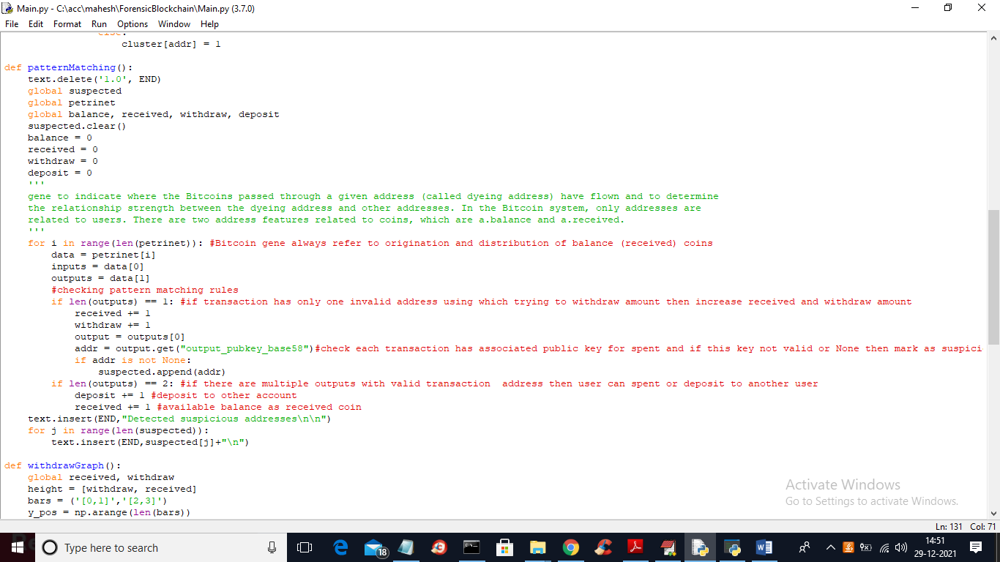 Main.py - C:\acc\mahesh\ForensicBlockchain\Main.py (3.7.0)
File Edit Format Run Options Window Help
else:
cluster[addr] = 1
def patternMatching():
text.delete('1.0', END)
global suspected
global petrinet
global balance, received, withdraw, deposit
suspected.clear()
balance = 0
received = 0
withdraw = 0
deposit = 0
'''
gene to indicate where the Bitcoins passed through a given address (called dyeing address) have flown and to determine
the relationship strength between the dyeing address and other addresses. In the Bitcoin system, only addresses are
related to users. There are two address features related to coins, which are a.balance and a.received.
'''
for i in range(len(petrinet)): #Bitcoin gene always refer to origination and distribution of balance (received) coins
data = petrinet[i]
inputs = data[0]
outputs = data[1]
#checking pattern matching rules
if len(outputs) == 1: #if transaction has only one invalid address using which trying to withdraw amount then increase received and withdraw amount
received += 1
withdraw += 1
output = outputs[0]
addr = output.get("output_pubkey_base58")#check each transaction has associated public key for spent and if this key not valid or None then mark as suspici
if addr is not None:
suspected.append(addr)
if len(outputs) == 2: #if there are multiple outputs with valid transaction  address then user can spent or deposit to another user
deposit += 1 #deposit to other account
received += 1 #available balance as received coin
text.insert(END,"Detected suspicious addresses\n\n")
for j in range(len(suspected)):
text.insert(END,suspected[j]+"\n")
def withdrawGraph():
global received, withdraw
height = [withdraw, received]
bars = ('[0,1]','[2,3]')
y_pos = np.arange(len(bars))
Activate Windows
Go to Settings to activate Windows.
Ln: 131 Col: 71
Type here to search
18
14:51
29-12-2021